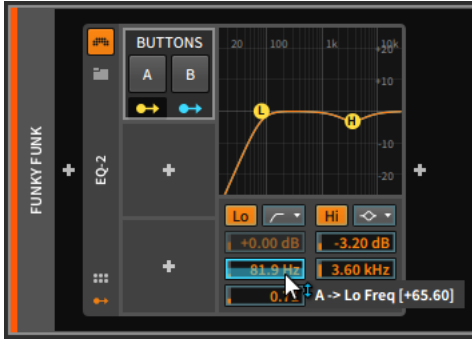 FUNKY FUNK
EQ-2
BUTTONS
A B
20 100 1k 10k
+20
+10
-10
-20
L
H
Lo Hi
+0.00 dB -3.20 dB
81.9 Hz 3.60 kHz
A -> Lo Freq [+65.60]